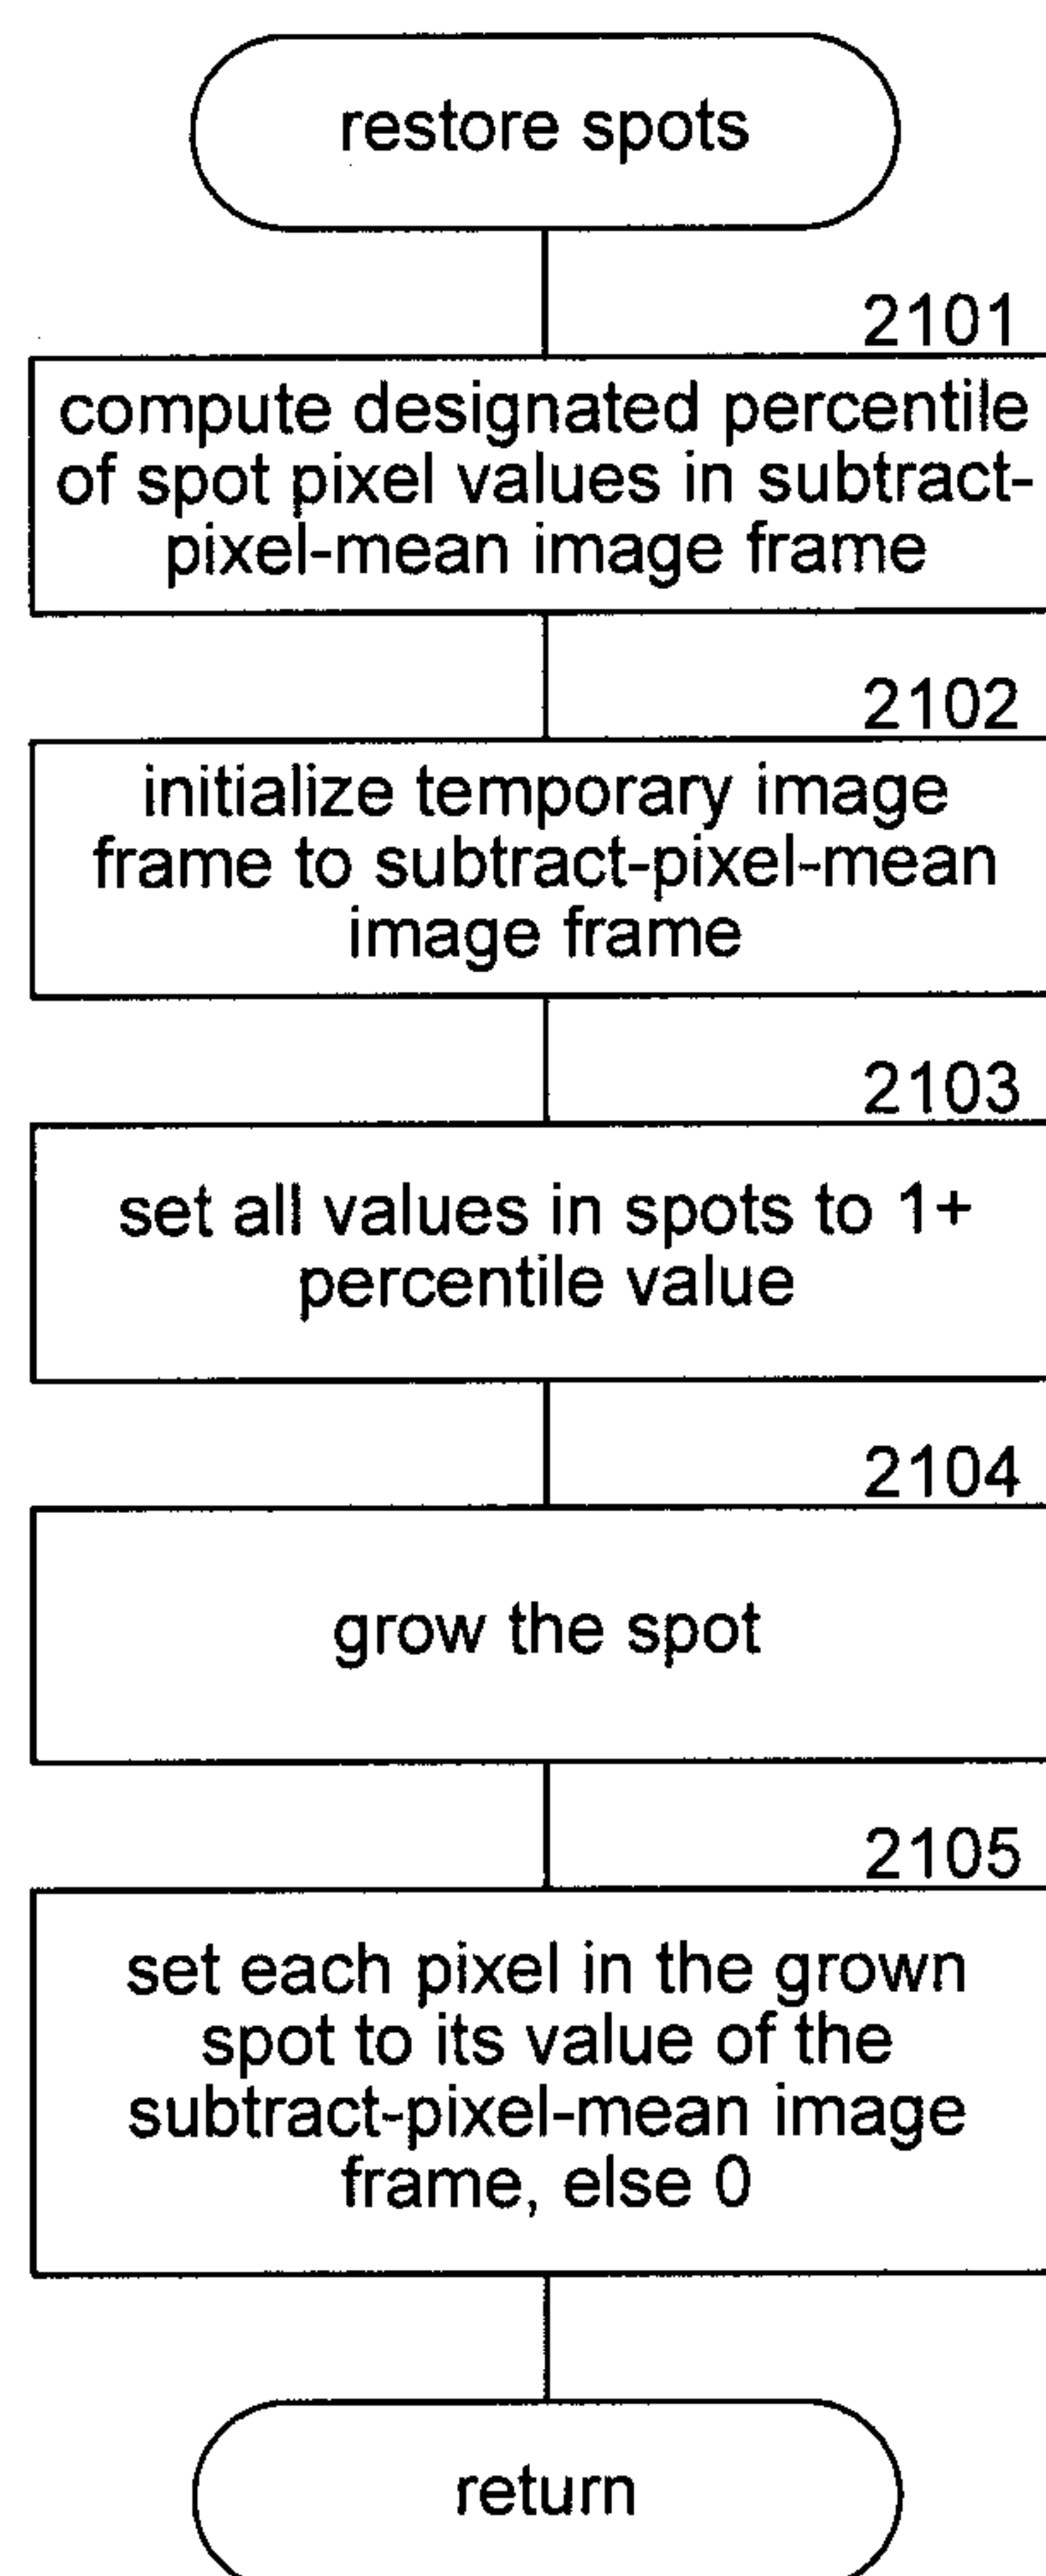 restore spots
2101
compute designated percentile
of spot pixel values in subtract-
pixel-mean image frame
2102
initialize temporary image
frame to subtract-pixel-mean
image frame
2103
set all values in spots to 1+
percentile value
2104
grow the spot
2105
set each pixel in the grown
spot to its value of the
subtract-pixel-mean image
frame, else 0
return